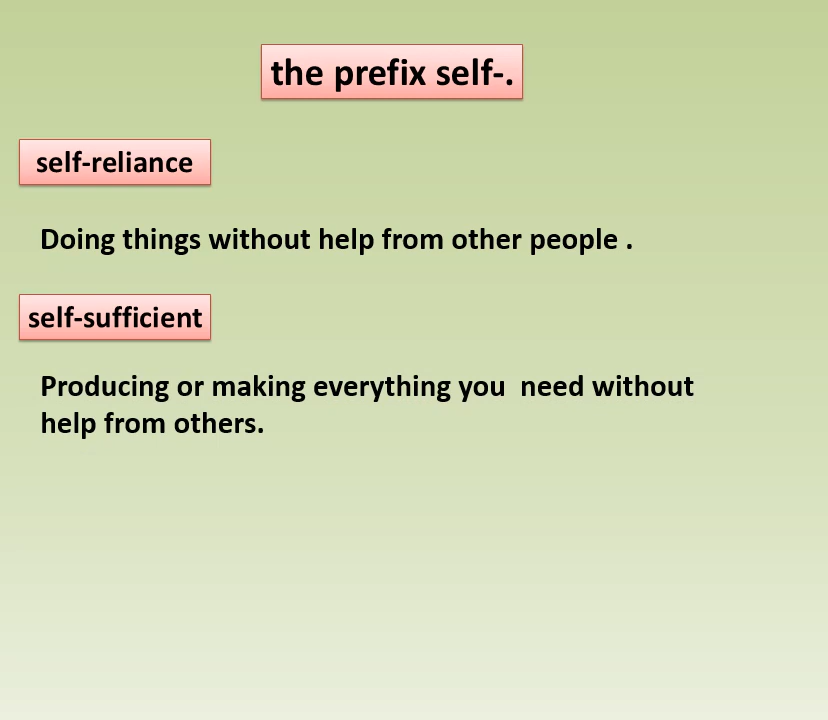 the prefix self-.
self-reliance
Doing things without help from other people .
self-sufficient
Producing or making everything you  need without
help from others.